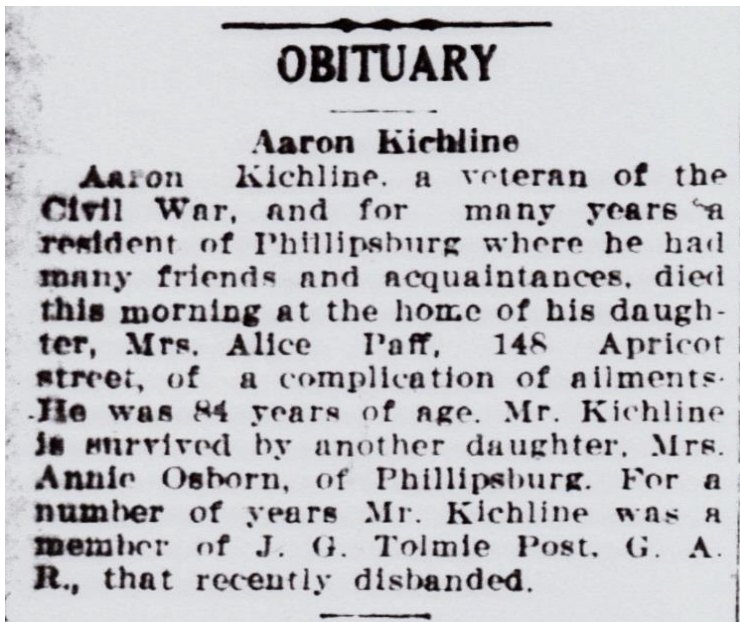 OBITUARY
Aaron Kichline
Aaron Kichline, a veteran of the
Civil War, and for many years a
resident of Phillipsburg where he had
many friends and acquaintances, died
this morning at the home of his daugh-
ter, Mrs. Alice Paff, 148 Apricot
street, of a complication of ailments.
He was 84 years of age. Mr. Kichline
is survived by another daughter, Mrs.
Annie Osborn, of Phillipsburg. For a
number of years Mr. Kichline was a
member of J. G. Tolmie Post, G. A.
R., that recently disbanded.